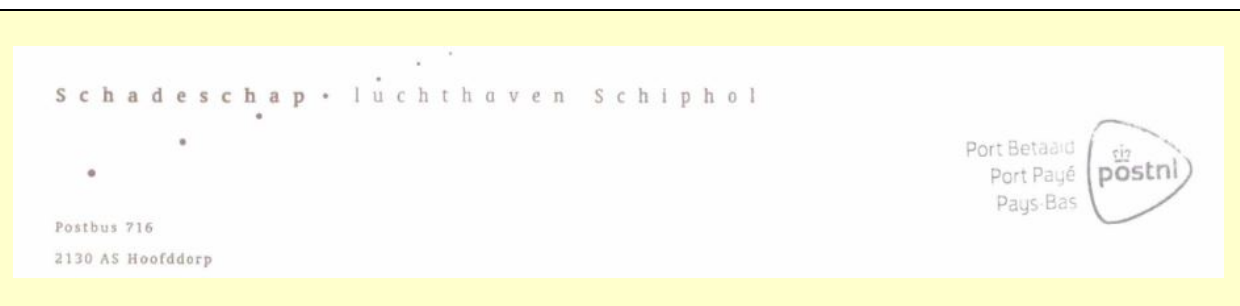 Schadeschap · luchthaven Schiphol
Port Betaald
Port Payé
Pays-Bas
postnl
Postbus 716
2130 AS Hoofddorp